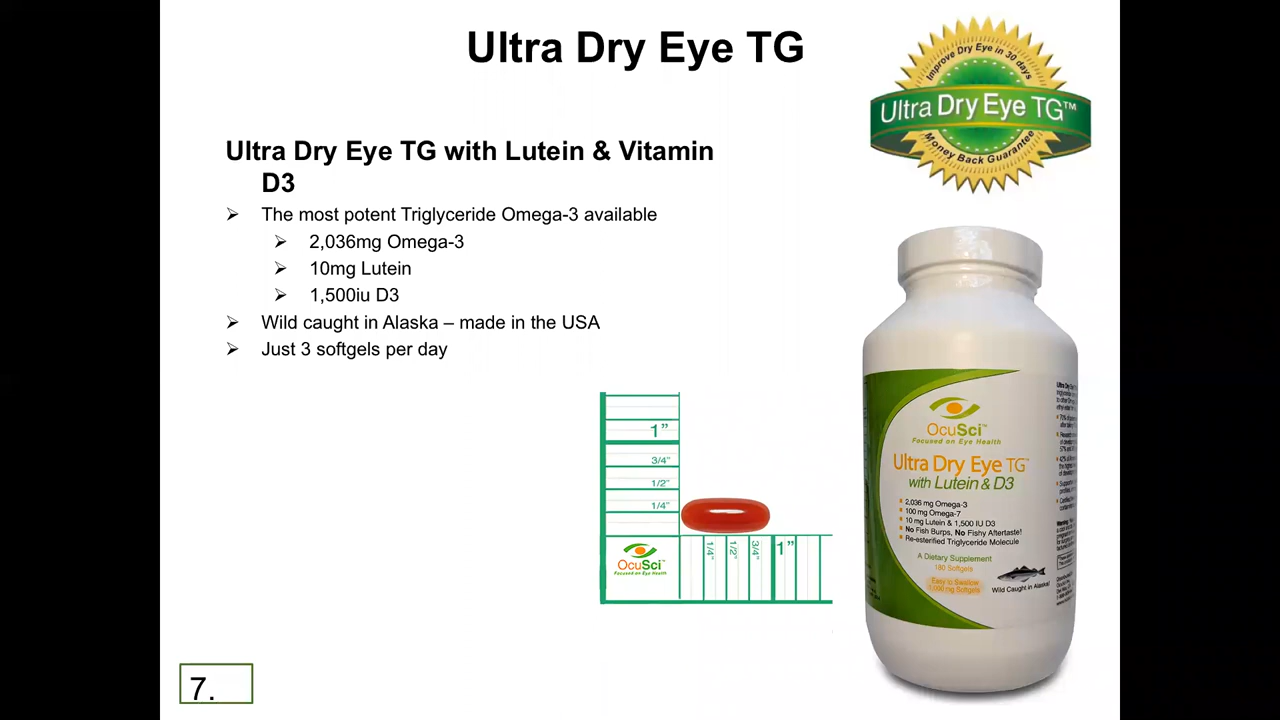 Ultra Dry Eye TG
Improve Dry Eye in 30 days
Ultra Dry Eye TG™
Money Back Guarantee
Ultra Dry Eye TG with Lutein & Vitamin
D3
➢ The most potent Triglyceride Omega-3 available
➢ 2,036mg Omega-3
➢ 10mg Lutein
➢ 1,500iu D3
➢ Wild caught in Alaska – made in the USA
➢ Just 3 softgels per day
1”
3/4”
1/2”
1/4”
1/4”
1/2”
3/4”
1”
OcuSci™
Focused on Eye Health
OcuSci™
Focused on Eye Health
Ultra Dry Eye TG™
with Lutein & D3
2,036 mg Omega-3
100 mg Omega-7
10 mg Lutein & 1,500 IU D3
No Fish Burps, No Fishy Aftertaste!
Re-esterified Triglyceride Molecule
A Dietary Supplement
180 Softgels
Easy to Swallow
1,000 mg Softgels
Wild Caught in Alaska!
7.